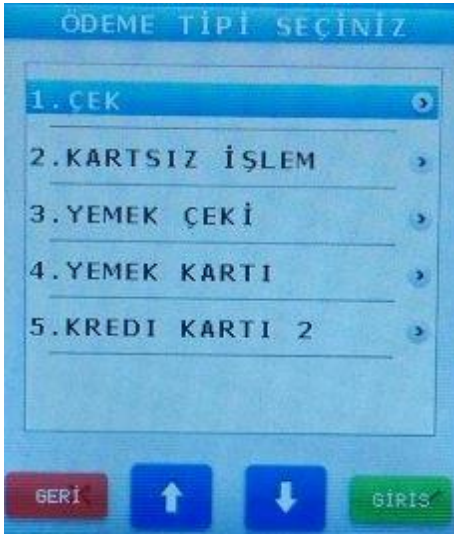 ÖDEME TİPİ SEÇİNİZ
1.ÇEK
2.KARTSIZ İŞLEM
3.YEMEK ÇEKİ
4.YEMEK KARTI
5.KREDI KARTI 2
GERİ
GİRİS